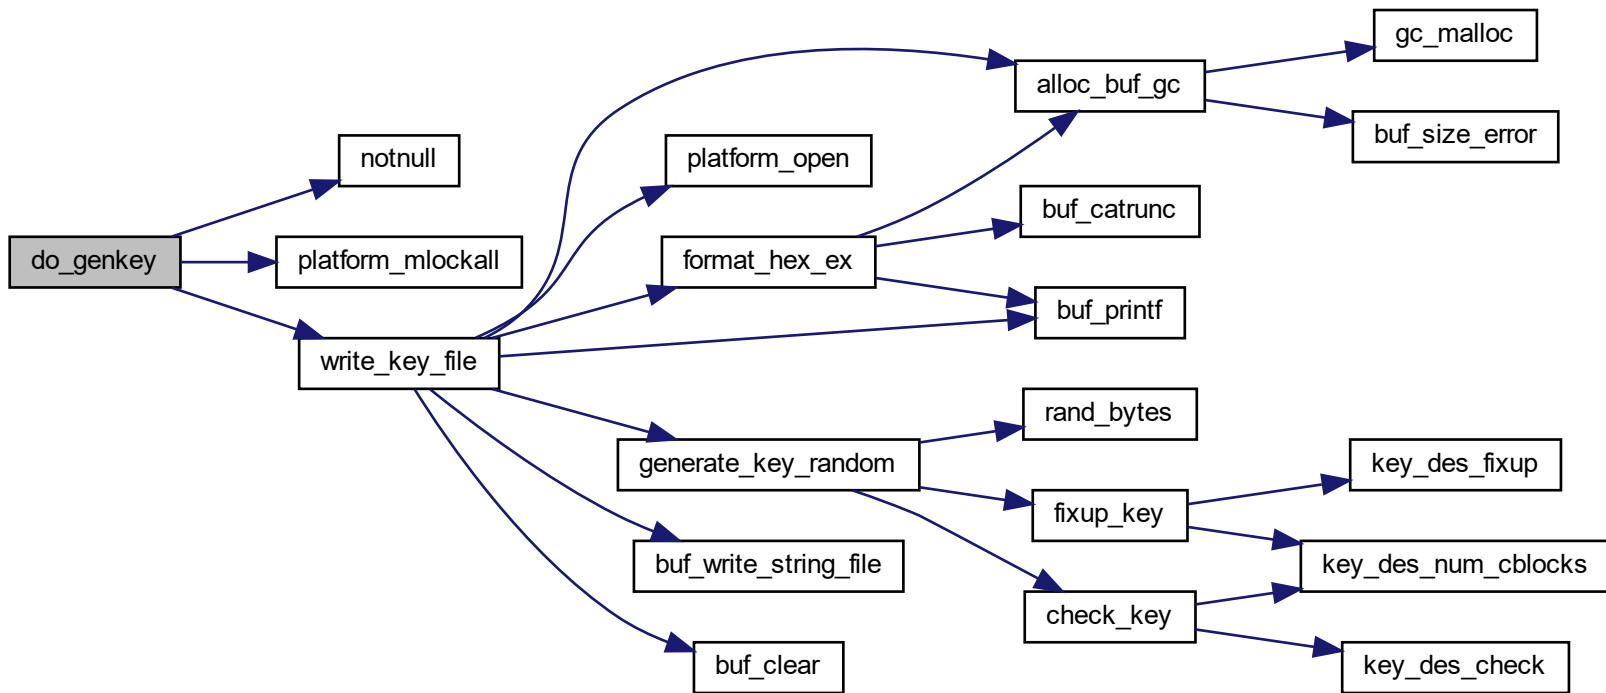 do_genkey
notnull
platform_mlockall
write_key_file
platform_open
format_hex_ex
generate_key_random
buf_write_string_file
buf_clear
alloc_buf_gc
buf_catrunc
buf_printf
rand_bytes
fixup_key
check_key
gc_malloc
buf_size_error
key_des_fixup
key_des_num_cblocks
key_des_check